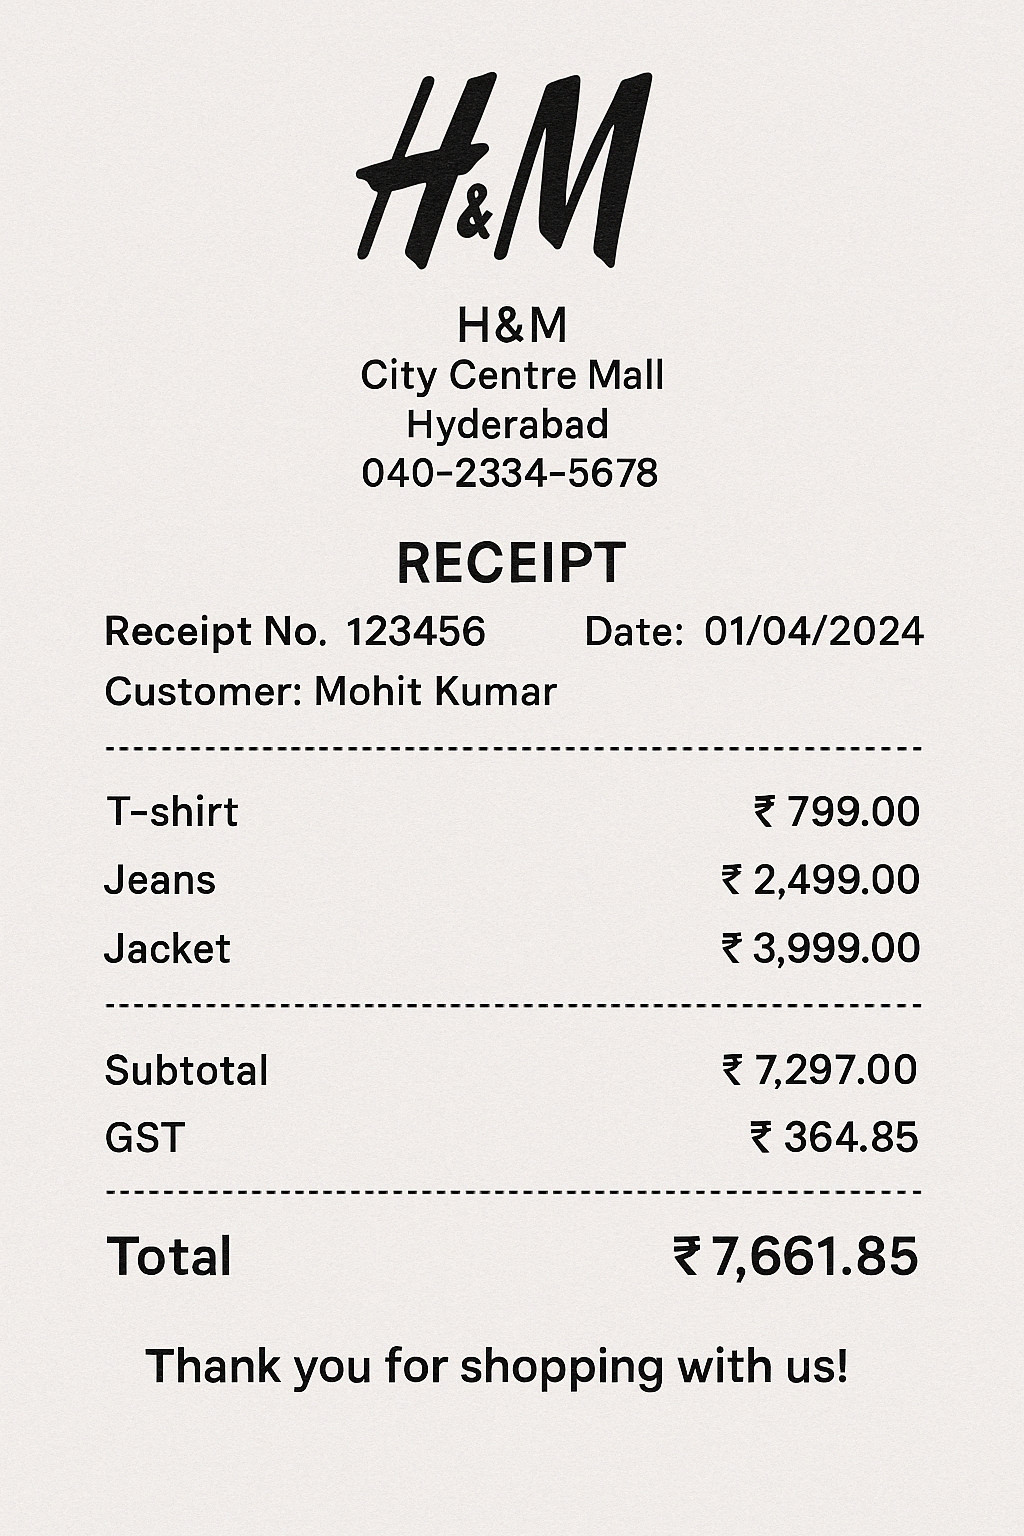 H&M
H&M
City Centre Mall
Hyderabad
040-2334-5678
RECEIPT
Receipt No. 123456 Date: 01/04/2024
Customer: Mohit Kumar
T-shirt ₹ 799.00
Jeans ₹ 2,499.00
Jacket ₹ 3,999.00
Subtotal ₹ 7,297.00
GST ₹ 364.85
Total ₹ 7,661.85
Thank you for shopping with us!